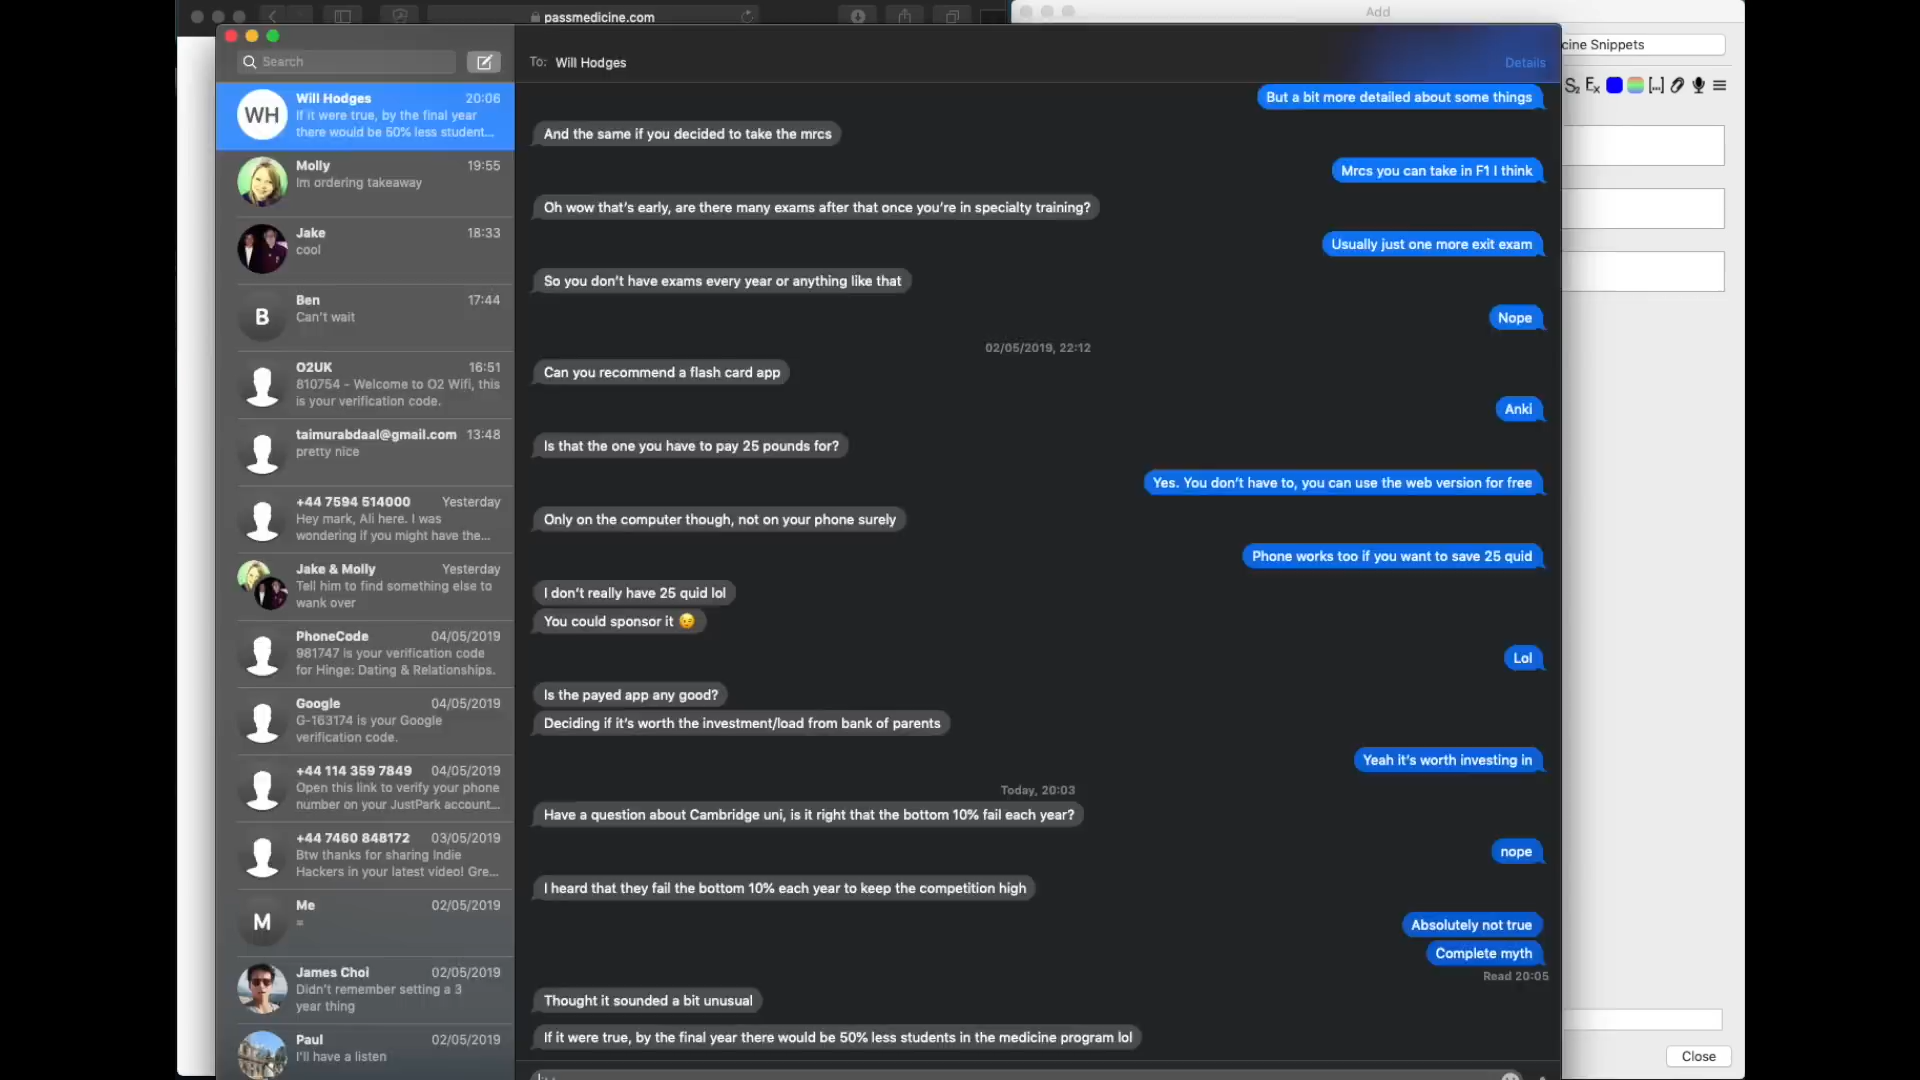 passmedicine.com
Add
cine Snippets
Search
To: Will Hodges
Details
Will Hodges 20:06
If it were true, by the final year
there would be 50% less student...
Molly 19:55
Im ordering takeaway
Jake 18:33
cool
B
Ben 17:44
Can't wait
O2UK 16:51
810754 - Welcome to O2 Wifi, this
is your verification code.
taimurabdaal@gmail.com 13:48
pretty nice
+44 7594 514000 Yesterday
Hey mark, Ali here. I was
wondering if you might have the...
Jake & Molly Yesterday
Tell him to find something else to
wank over
PhoneCode 04/05/2019
981747 is your verification code
for Hinge: Dating & Relationships.
Google 04/05/2019
G-163174 is your Google
verification code.
+44 114 359 7849 04/05/2019
Open this link to verify your phone
number on your JustPark account...
+44 7460 848172 03/05/2019
Btw thanks for sharing Indie
Hackers in your latest video! Gre...
M
Me 02/05/2019
=
James Choi 02/05/2019
Didn't remember setting a 3
year thing
Paul 02/05/2019
I'll have a listen
WH
But a bit more detailed about some things
And the same if you decided to take the mrcs
Mrcs you can take in F1 I think
Oh wow that's early, are there many exams after that once you're in specialty training?
Usually just one more exit exam
So you don't have exams every year or anything like that
Nope
02/05/2019, 22:12
Can you recommend a flash card app
Anki
Is that the one you have to pay 25 pounds for?
Yes. You don't have to, you can use the web version for free
Only on the computer though, not on your phone surely
Phone works too if you want to save 25 quid
I don't really have 25 quid lol
You could sponsor it 😉
Lol
Is the payed app any good?
Deciding if it's worth the investment/load from bank of parents
Yeah it's worth investing in
Today, 20:03
Have a question about Cambridge uni, is it right that the bottom 10% fail each year?
nope
I heard that they fail the bottom 10% each year to keep the competition high
Absolutely not true
Complete myth
Read 20:05
Thought it sounded a bit unusual
If it were true, by the final year there would be 50% less students in the medicine program lol
S₂ Eₓ [...]
Close